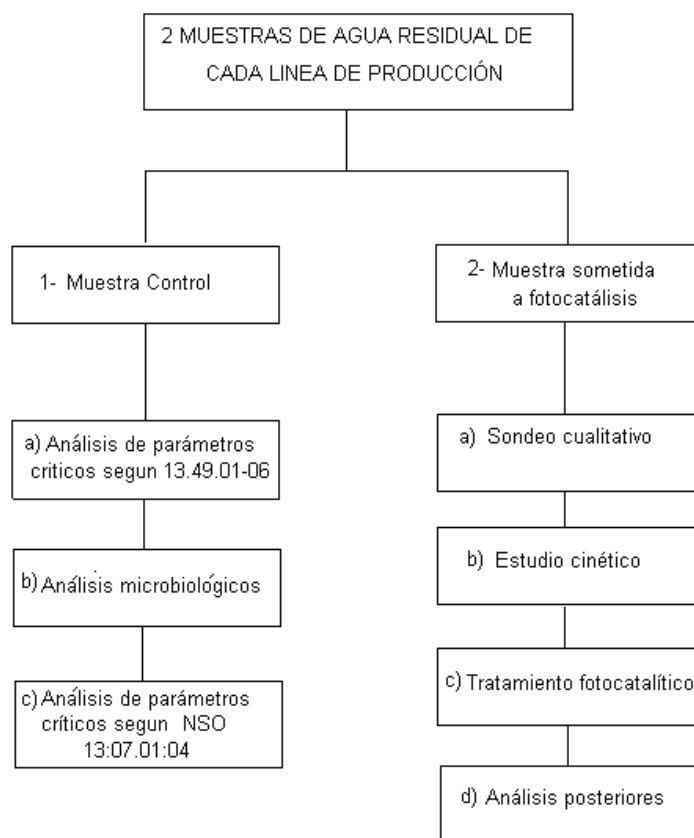 2 MUESTRAS DE AGUA RESIDUAL DE
CADA LINEA DE PRODUCCIÓN
1- Muestra Control
a) Análisis de parámetros
criticos segun 13.49.01-06
b) Análisis microbiológicos
c) Análisis de parámetros
críticos segun NSO
13:07.01:04
2- Muestra sometida
a fotocatálisis
a) Sondeo cualitativo
b) Estudio cinético
c) Tratamiento fotocatalítico
d) Análisis posteriores